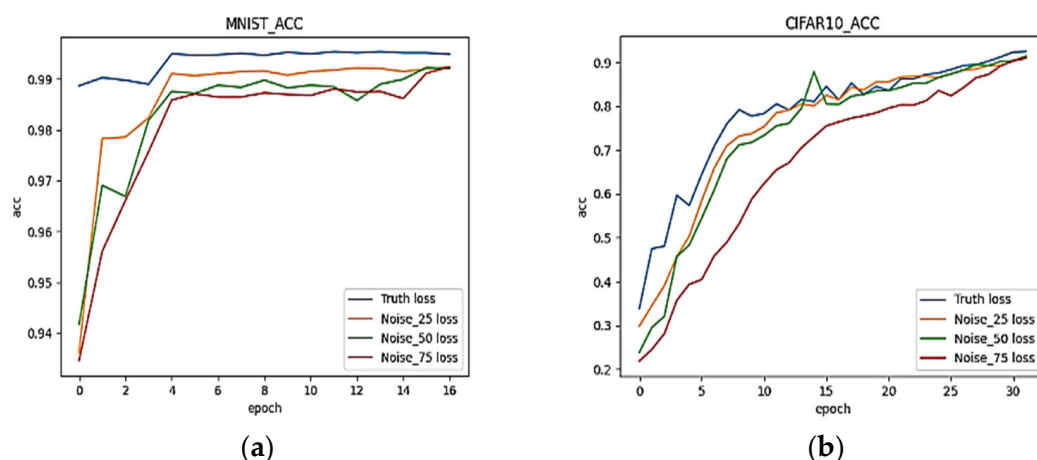 MNIST_ACC
acc
0.99
0.98
0.97
0.96
0.95
0.94
0 2 4 6 8 10 12 14 16
epoch
Truth loss
Noise_25 loss
Noise_50 loss
Noise_75 loss
(a)
CIFAR10_ACC
acc
0.9
0.8
0.7
0.6
0.5
0.4
0.3
0.2
0 5 10 15 20 25 30
epoch
Truth loss
Noise_25 loss
Noise_50 loss
Noise_75 loss
(b)